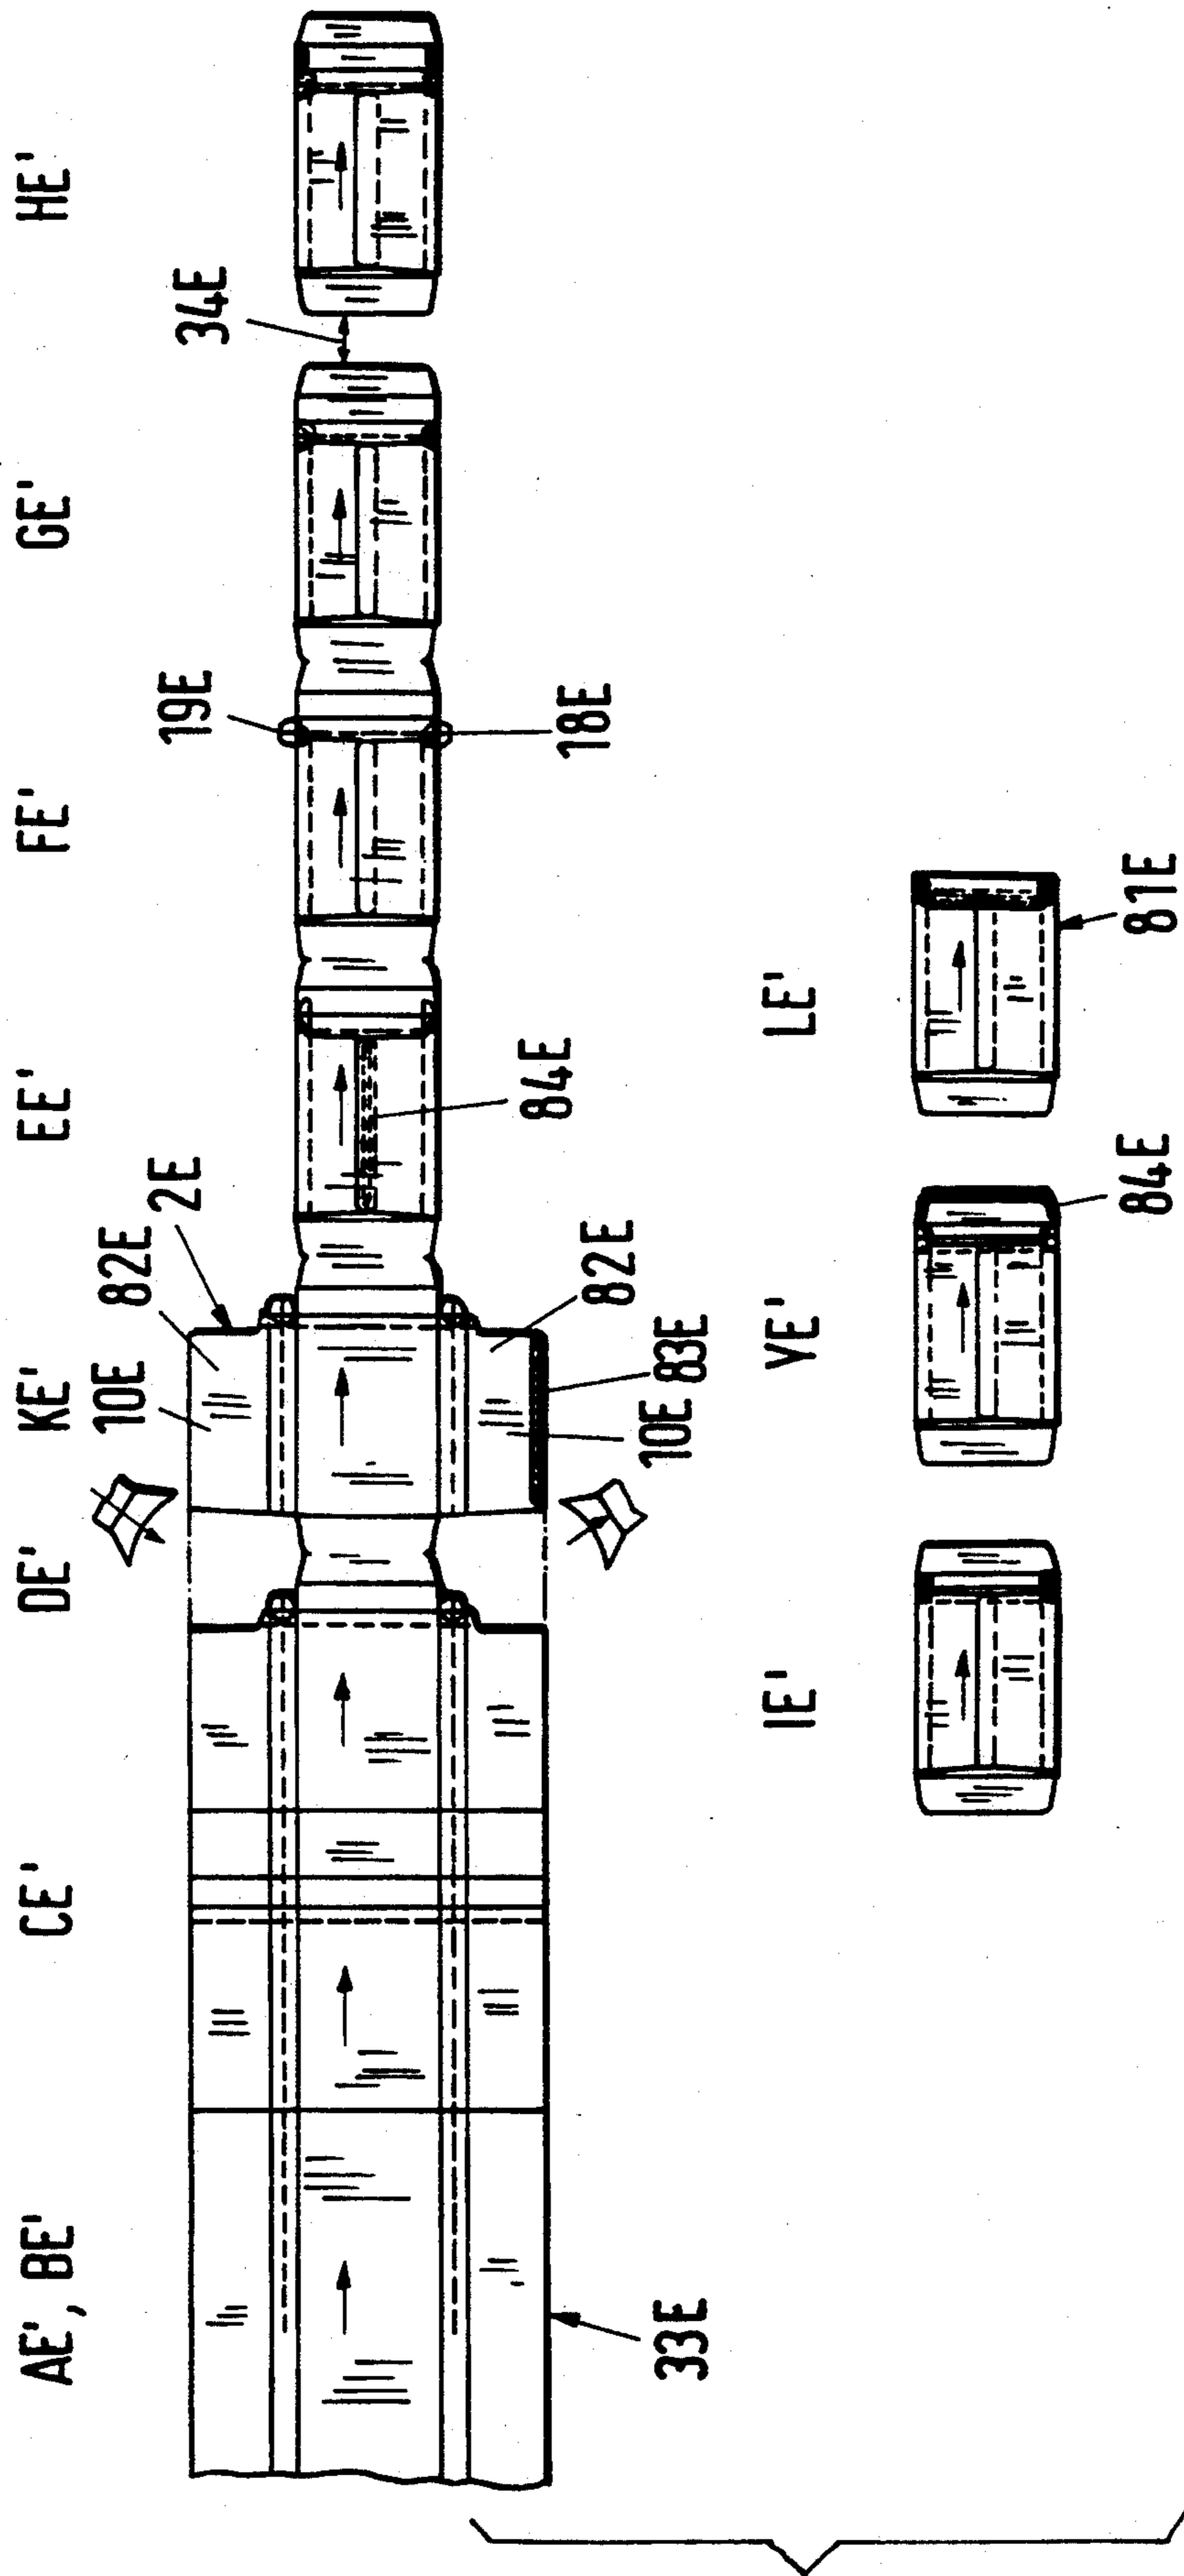 AE', BE'
CE'
DE'
KE'
EE'
FE'
GE'
HE'
10E
82E
2E
19E
34E
33E
10E
83E
82E
84E
18E
IE'
YE'
LE'
84E
81E